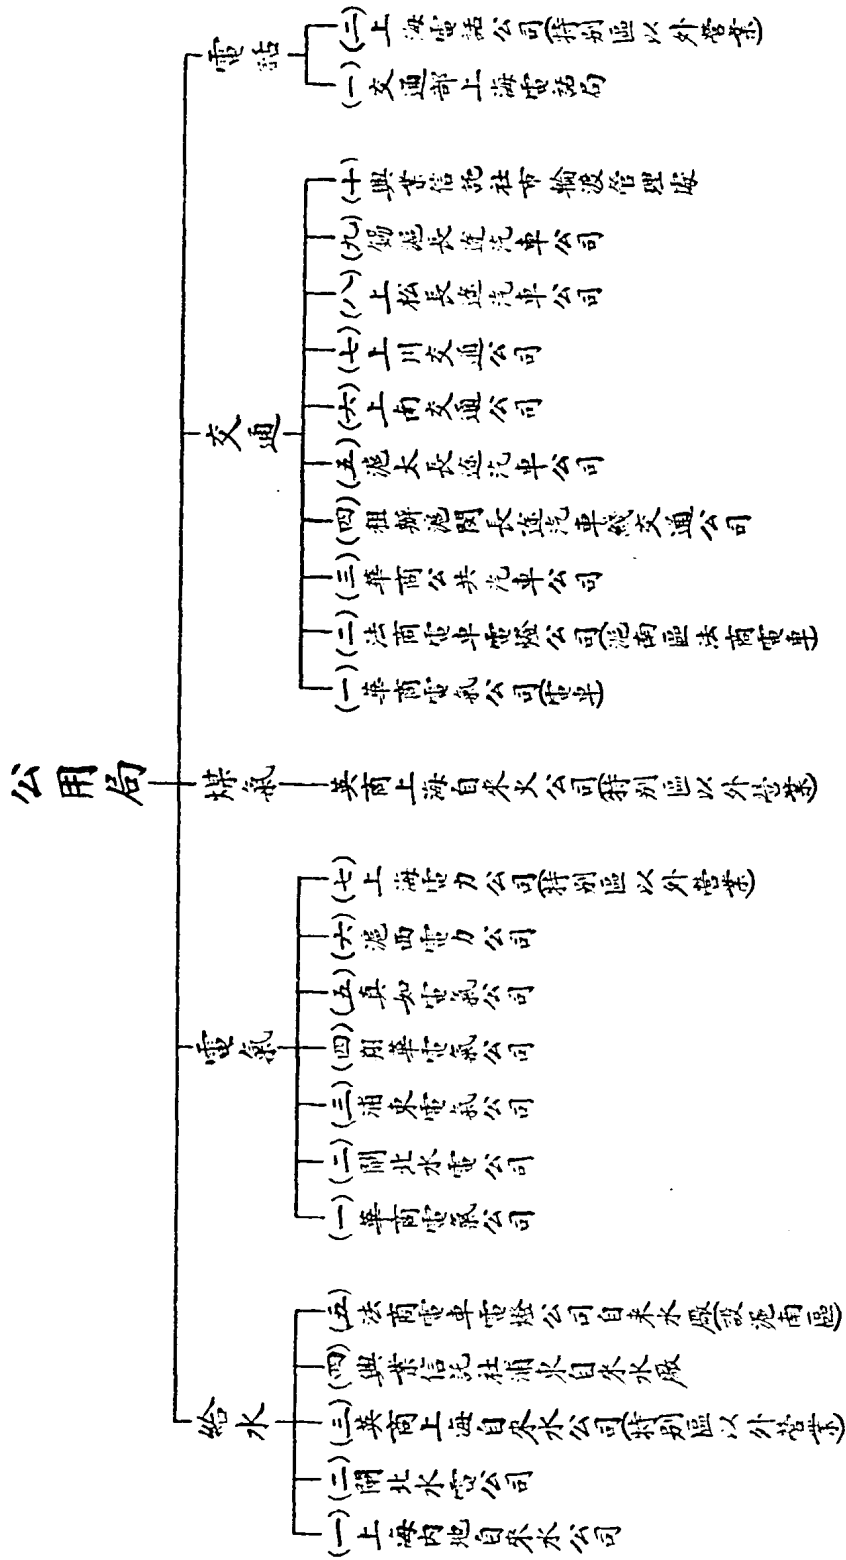 公用局
給水
(一)上海內地自來水公司
(二)閘北水電公司
(三)英商上海自來水公司(特別區以外營業)
(四)興業信託社浦東自來水廠
(五)法商電車電燈公司自來水廠(設滬南區)
電氣
(一)華商電氣公司
(二)閘北水電公司
(三)浦東電氣公司
(四)翔華電氣公司
(五)真如電氣公司
(六)滬西電力公司
(七)上海電力公司(特別區以外營業)
煤氣
英商上海自來火公司(特別區以外營業)
交通
(一)華商電氣公司(電車)
(二)法商電車電燈公司(滬南區法商電車)
(三)華商公共汽車公司
(四)租辦滬閔長途汽車綫交通公司
(五)滬太長途汽車公司
(六)上南交通公司
(七)上川交通公司
(八)上松長途汽車公司
(九)錫滬長途汽車公司
(十)興業信託社市輪渡管理處
電話
(一)交通部上海電話局
(二)上海電話公司(特別區以外營業)